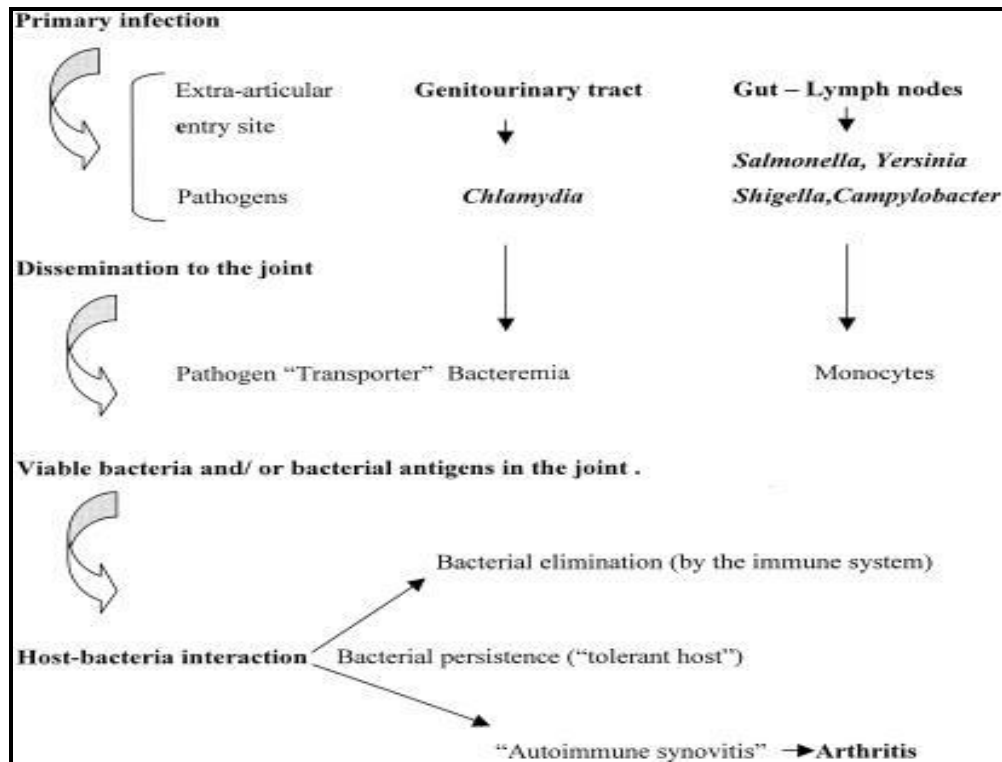 Primary infection
Extra-articular Genitourinary tract Gut – Lymph nodes
entry site
Salmonella, Yersinia
Pathogens Chlamydia Shigella,Campylobacter
Dissemination to the joint
Pathogen “Transporter” Bacteremia Monocytes
Viable bacteria and/ or bacterial antigens in the joint .
Bacterial elimination (by the immune system)
Host-bacteria interaction Bacterial persistence (“tolerant host”)
“Autoimmune synovitis” Arthritis